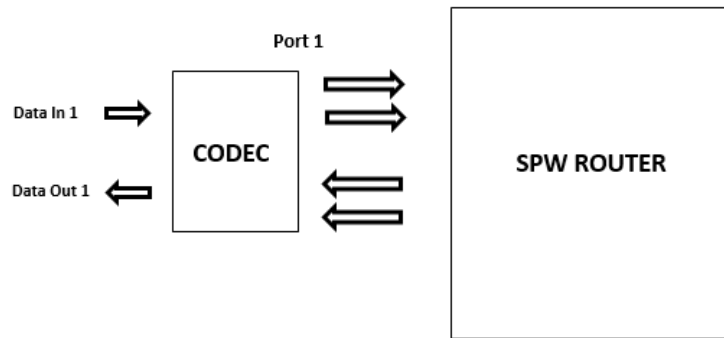 Port 1
Data In 1
CODEC
SPW ROUTER
Data Out 1